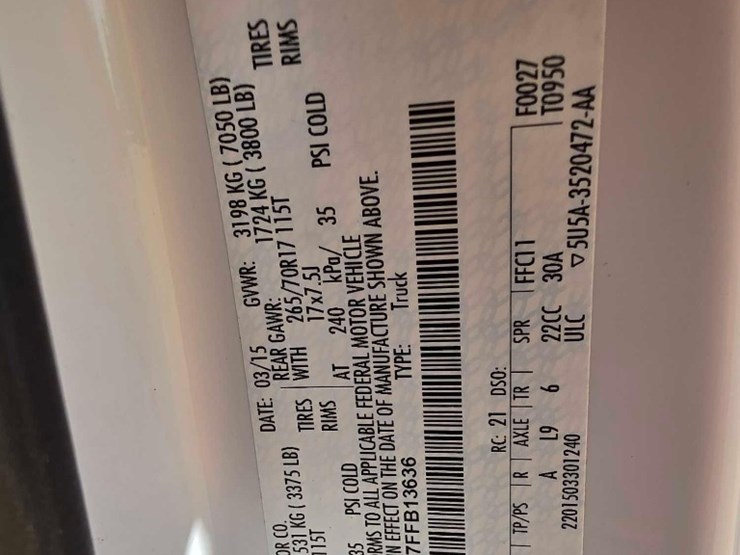 OR CO.
DATE: 03/15 GVWR: 3198 KG ( 7050 LB)
531 KG ( 3375 LB) REAR GAWR: 1724 KG ( 3800 LB)
115T TIRES WITH 265/70R17 115T TIRES
RIMS 17x7.5J RIMS
35 PSI COLD AT 240 kPa/ 35 PSI COLD
RMS TO ALL APPLICABLE FEDERAL MOTOR VEHICLE
N EFFECT ON THE DATE OF MANUFACTURE SHOWN ABOVE.
7FFB13636 TYPE: Truck
RC: 21 DSO:
TP/PS R AXLE TR SPR FFC11 F0027
A L9 6 22CC 30A T0950
2201503301240 ULC ▽5U5A-3520472-AA